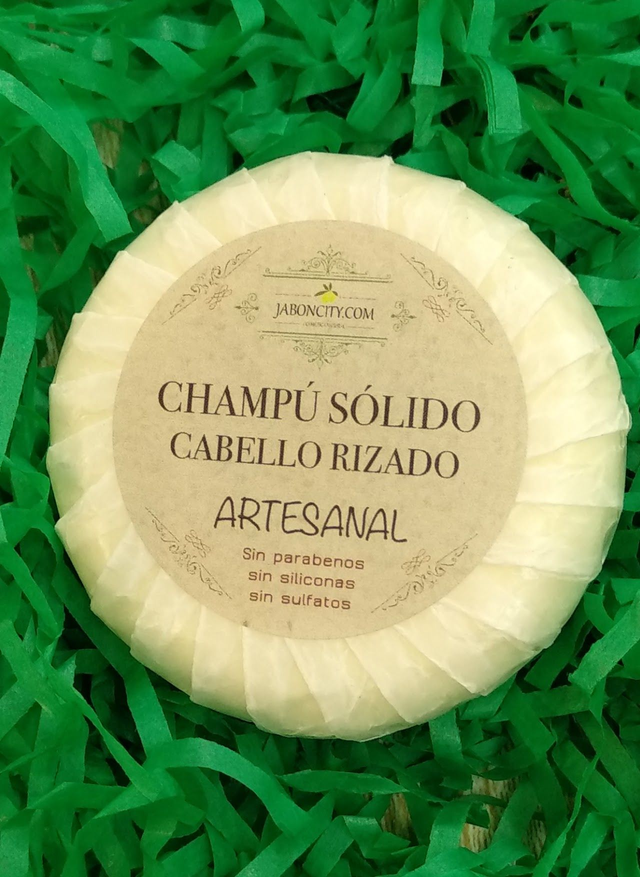 JABONCITY.COM
CHAMPÚ SÓLIDO
CABELLO RIZADO
ARTESANAL
Sin parabenos
sin siliconas
sin sulfatos